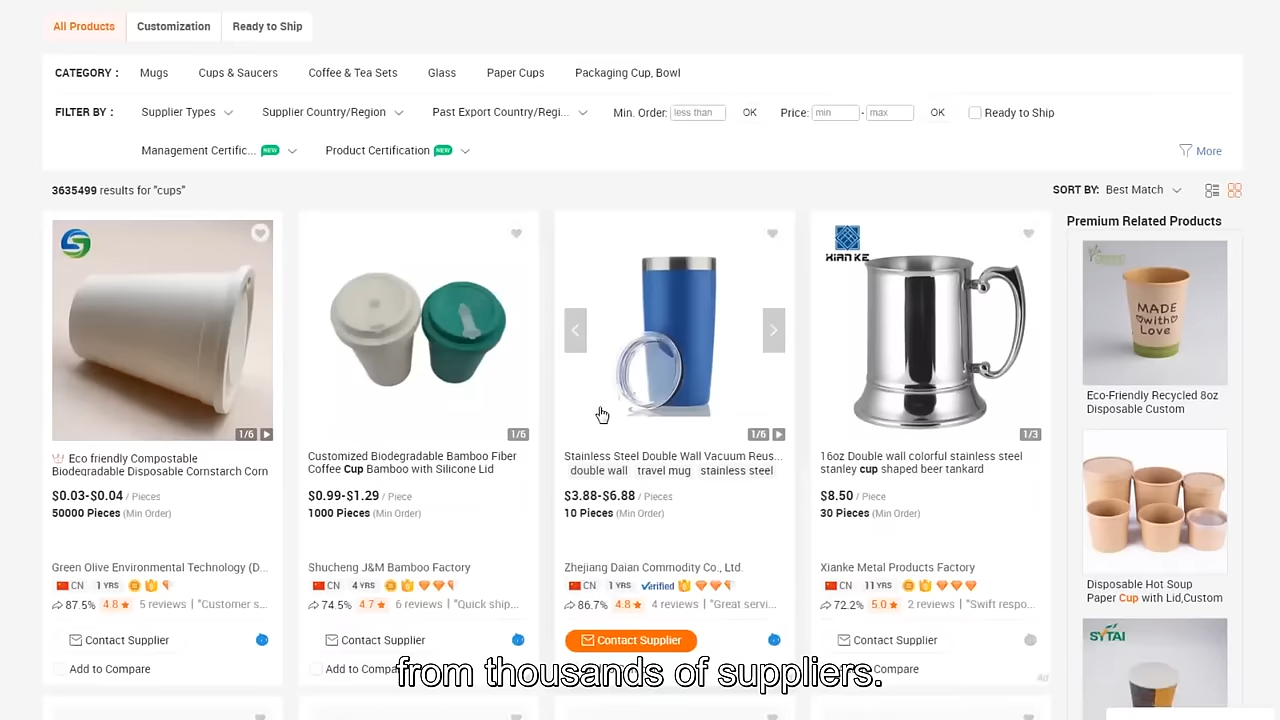 All Products
Customization
Ready to Ship
CATEGORY :
Mugs
Cups & Saucers
Coffee & Tea Sets
Glass
Paper Cups
Packaging Cup, Bowl
FILTER BY :
Supplier Types
Supplier Country/Region
Past Export Country/Regi...
Min. Order:
less than
OK
Price:
min
-
max
OK
Ready to Ship
Management Certific...
NEW
Product Certification
NEW
More
3635499 results for "cups"
SORT BY:
Best Match
1/6
Eco friendly Compostable
Biodegradable Disposable Cornstarch Corn
$0.03-$0.04 / Pieces
50000 Pieces (Min Order)
Green Olive Environmental Technology (D...
CN
1 YRS
87.5%
4.8
5 reviews
"Customer s...
Contact Supplier
Add to Compare
1/6
Customized Biodegradable Bamboo Fiber
Coffee Cup Bamboo with Silicone Lid
$0.99-$1.29 / Piece
1000 Pieces (Min Order)
Shucheng J&M Bamboo Factory
CN
4 YRS
74.5%
4.7
6 reviews
"Quick ship...
Contact Supplier
Add to Compa
1/6
Stainless Steel Double Wall Vacuum Reus...
double wall
travel mug
stainless steel
$3.88-$6.88 / Pieces
10 Pieces (Min Order)
Zhejiang Daian Commodity Co., Ltd.
CN
1 YRS
Verified
86.7%
4.8
4 reviews
"Great servi...
Contact Supplier
XIAN KE
1/3
16oz Double wall colorful stainless steel
stanley cup shaped beer tankard
$8.50 / Piece
30 Pieces (Min Order)
Xianke Metal Products Factory
CN
11 YRS
72.2%
5.0
2 reviews
"Swift respo...
Contact Supplier
Compare
Ad
Premium Related Products
MADE
with
Love
Eco-Friendly Recycled 8oz
Disposable Custom
Disposable Hot Soup
Paper Cup with Lid,Custom
SYTAI
from thousands of suppliers.